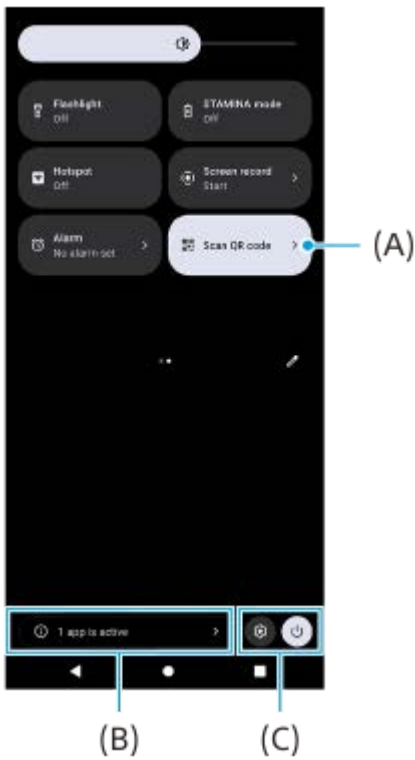 Flashlight
Off
STAMINA mode
Off
Hotspot
Off
Screen record
Start
Alarm
No alarm set
Scan QR code
(A)
1 app is active
(B)
(C)